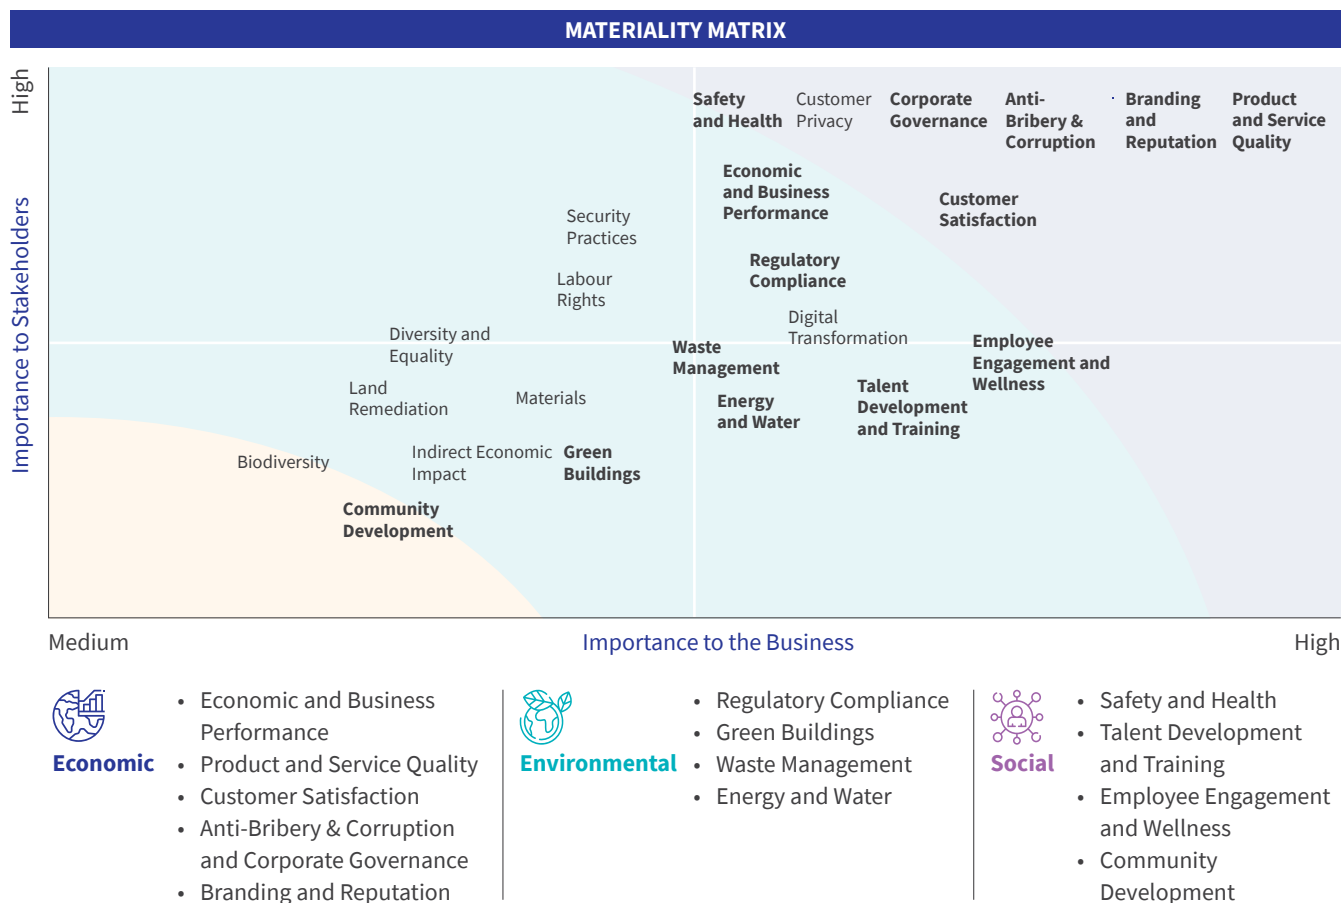 MATERIALITY MATRIX
High
Importance to Stakeholders
Safety
and Health
Customer
Privacy
Corporate
Governance
Anti-
Bribery &
Corruption
Branding
and
Reputation
Product
and Service
Quality
Economic
and Business
Performance
Customer
Satisfaction
Security
Practices
Regulatory
Compliance
Labour
Rights
Digital
Transformation
Diversity and
Equality
Waste
Management
Employee
Engagement and
Wellness
Land
Remediation
Materials
Energy
and Water
Talent
Development
and Training
Biodiversity
Indirect Economic
Impact
Green
Buildings
Community
Development
Medium
Importance to the Business
High
Economic
• Economic and Business
Performance
• Product and Service Quality
• Customer Satisfaction
• Anti-Bribery & Corruption
and Corporate Governance
• Branding and Reputation
Environmental
• Regulatory Compliance
• Green Buildings
• Waste Management
• Energy and Water
Social
• Safety and Health
• Talent Development
and Training
• Employee Engagement
and Wellness
• Community
Development